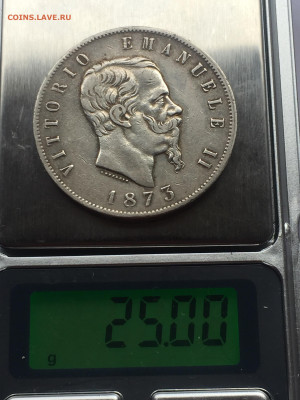 COINS.LAVE.RU
VITTORIO EMANUELE II
1873
25.00
g